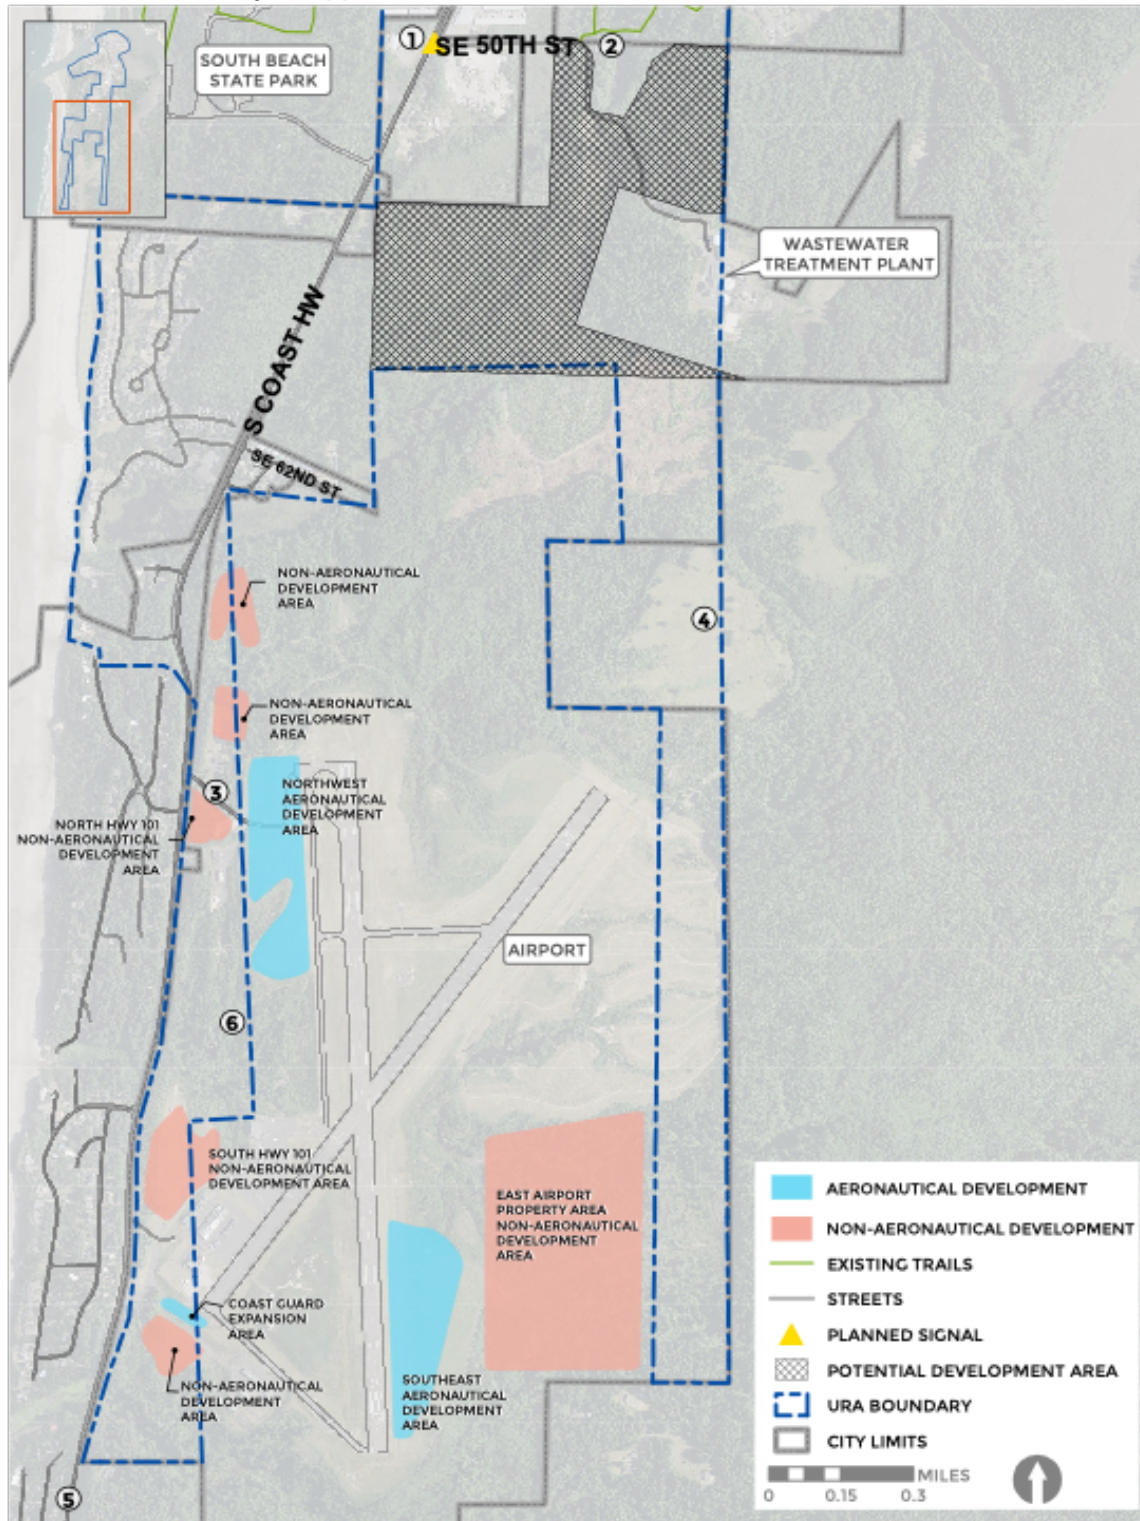 ① SE 50TH ST ②
SOUTH BEACH
STATE PARK
WASTEWATER
TREATMENT PLANT
S COAST HW
SE 62ND ST
NON-AERONAUTICAL
DEVELOPMENT
AREA
④
NON-AERONAUTICAL
DEVELOPMENT
AREA
③
NORTHWEST
AERONAUTICAL
DEVELOPMENT
AREA
NORTH HWY 101
NON-AERONAUTICAL
DEVELOPMENT
AREA
AIRPORT
⑥
SOUTH HWY 101
NON-AERONAUTICAL
DEVELOPMENT AREA
EAST AIRPORT
PROPERTY AREA
NON-AERONAUTICAL
DEVELOPMENT
AREA
COAST GUARD
EXPANSION
AREA
NON-AERONAUTICAL
DEVELOPMENT
AREA
SOUTHEAST
AERONAUTICAL
DEVELOPMENT
AREA
⑤
AERONAUTICAL DEVELOPMENT
NON-AERONAUTICAL DEVELOPMENT
EXISTING TRAILS
STREETS
PLANNED SIGNAL
POTENTIAL DEVELOPMENT AREA
URA BOUNDARY
CITY LIMITS
MILES
0 0.15 0.3